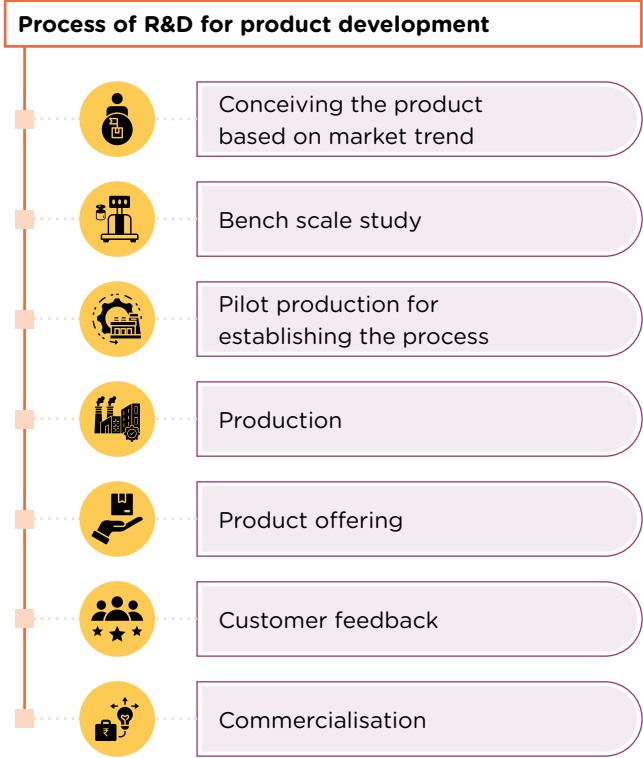 Process of R&D for product development
Conceiving the product
based on market trend
Bench scale study
Pilot production for
establishing the process
Production
Product offering
Customer feedback
₹
Commercialisation